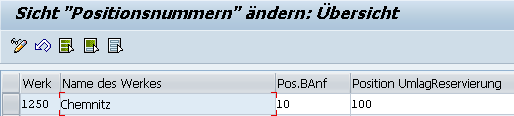 Sicht "Positionsnummern" ändern: Übersicht
Werk Name des Werkes Pos.BAnf Position UmlagReservierung
1250 Chemnitz 10 100